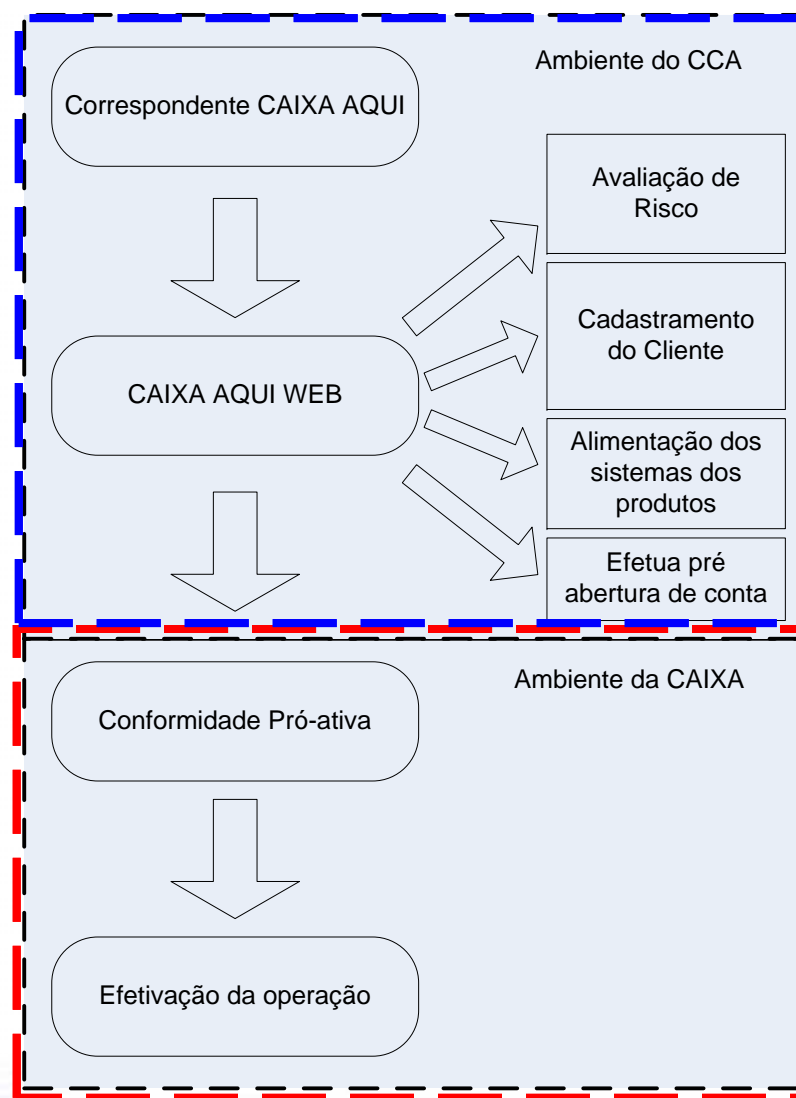 Ambiente do CCA
Correspondente CAIXA AQUI
Avaliação de
Risco
Cadastramento
do Cliente
CAIXA AQUI WEB
Alimentação dos
sistemas dos
produtos
Efetua pré
abertura de conta
Ambiente da CAIXA
Conformidade Pró-ativa
Efetivação da operação